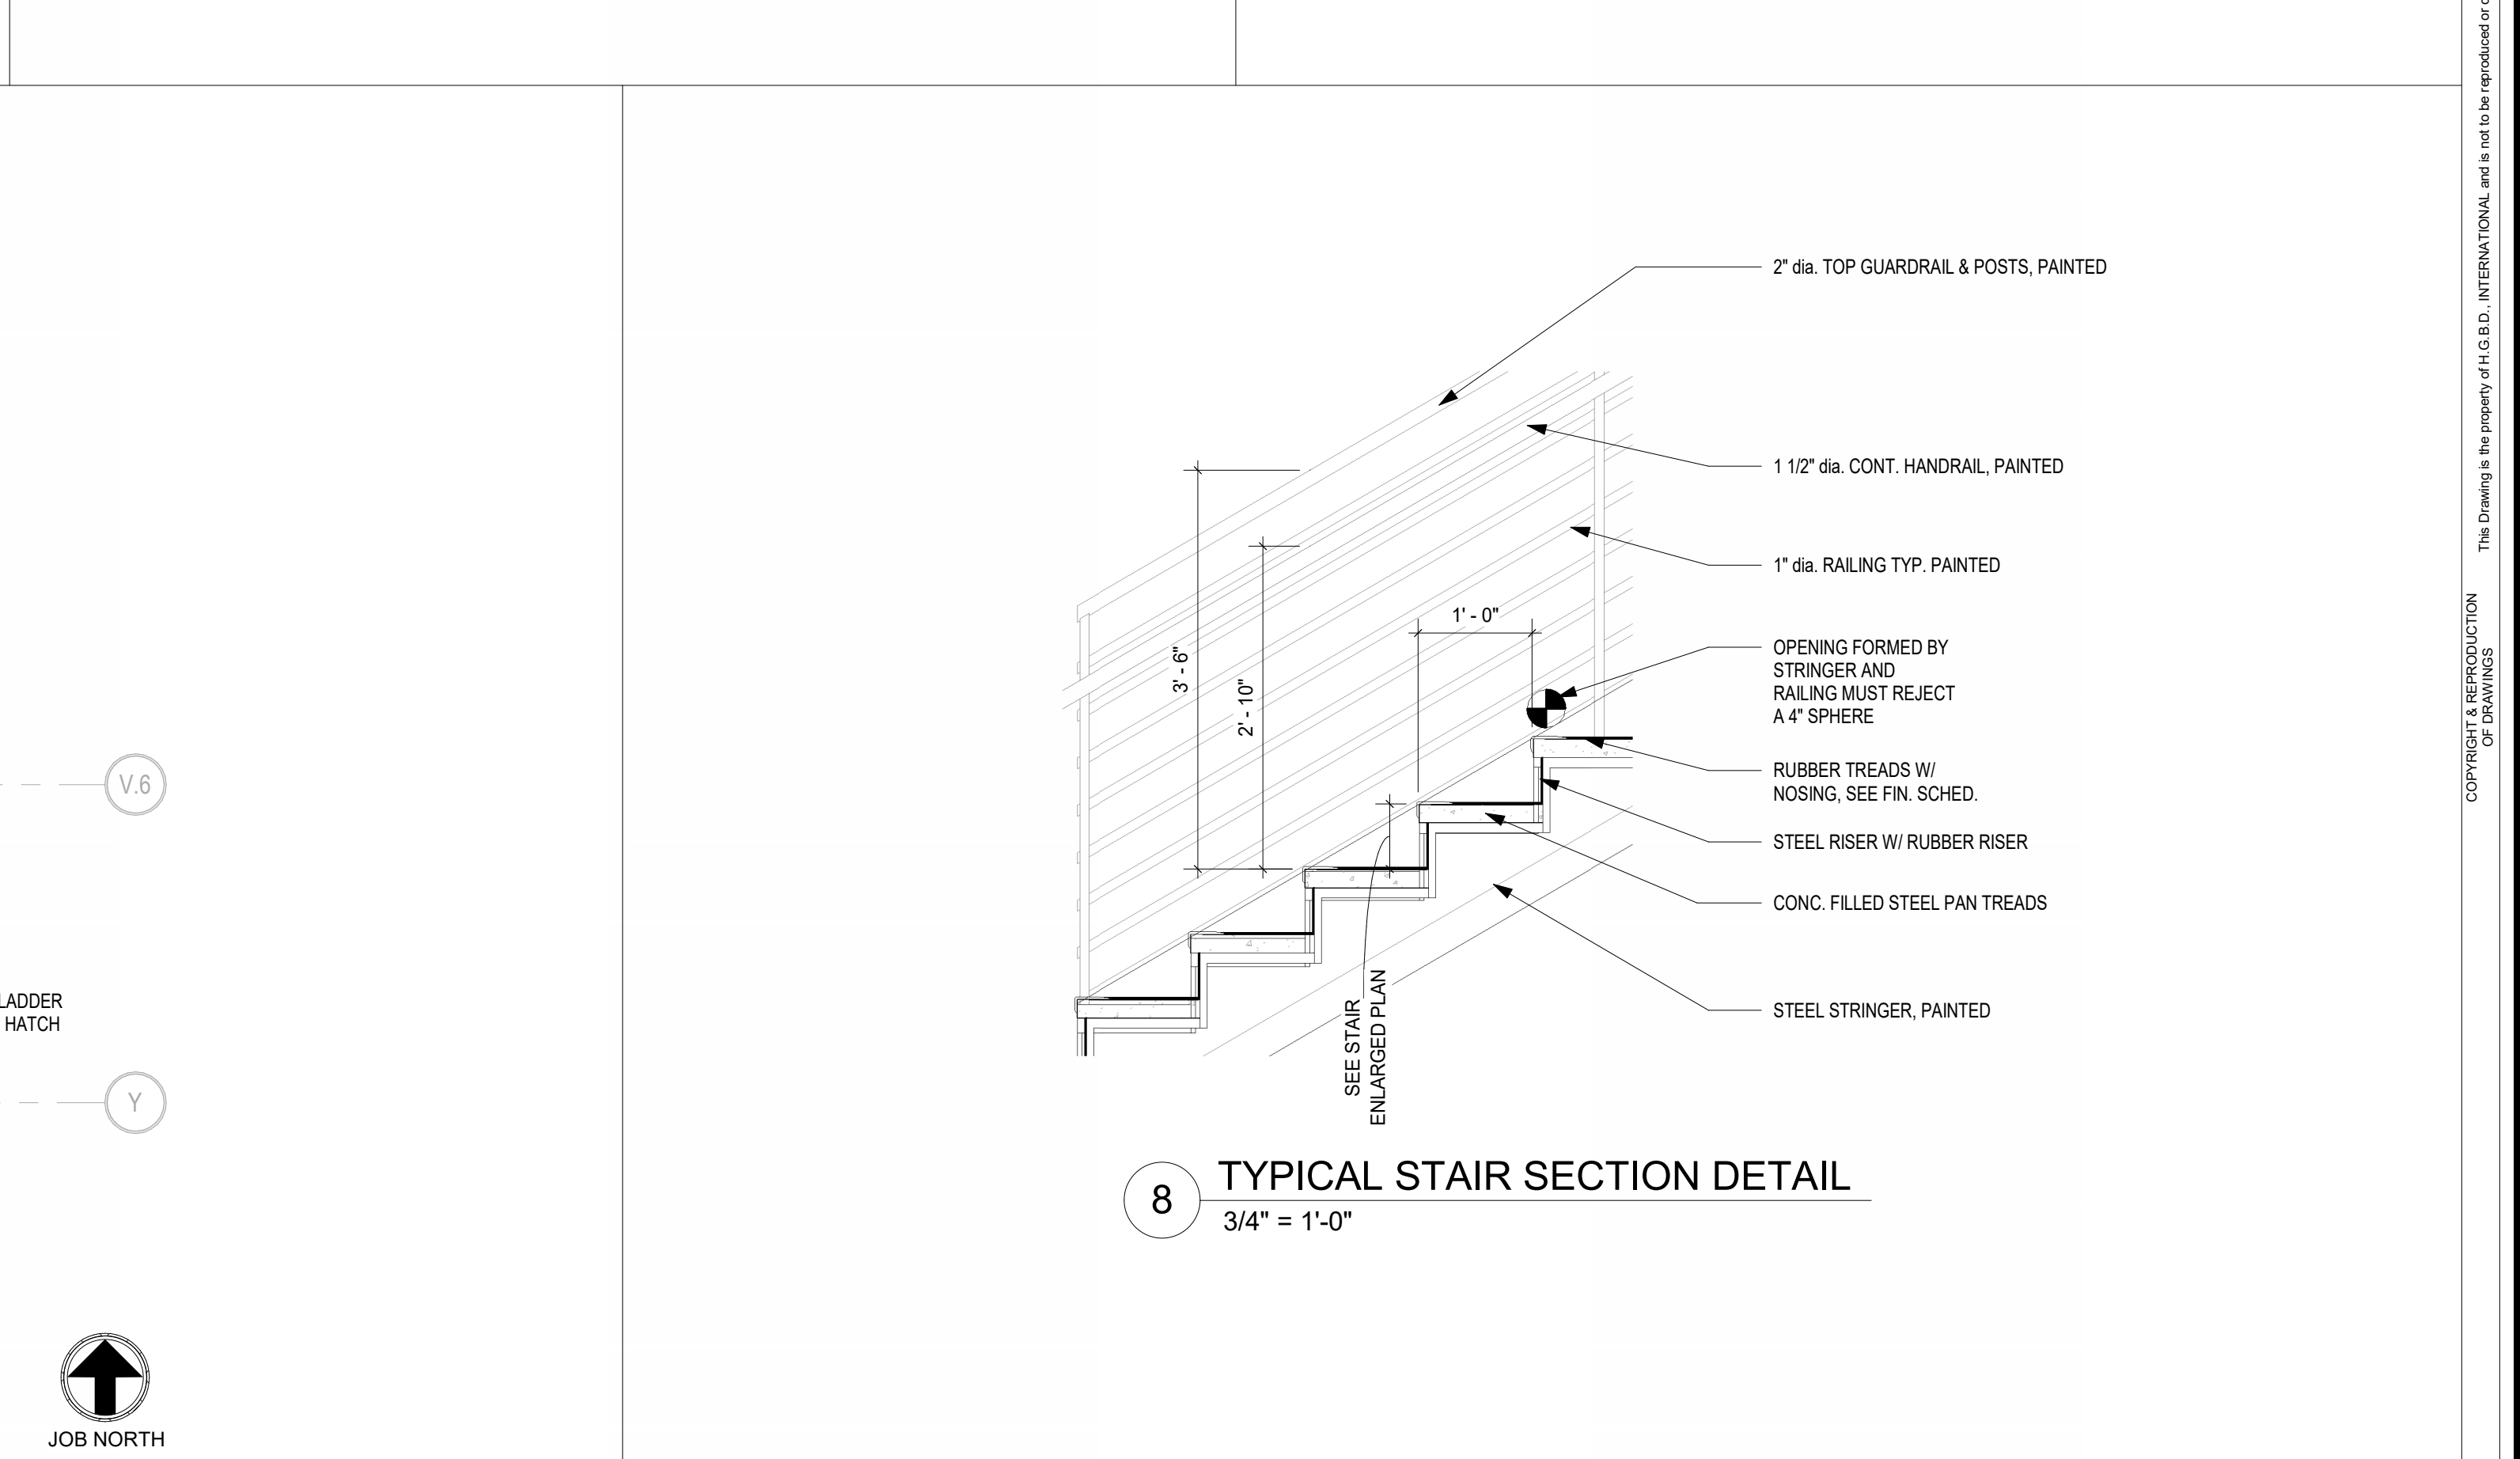 2" dia. TOP GUARDRAIL & POSTS, PAINTED
1 1/2" dia. CONT. HANDRAIL, PAINTED
1" dia. RAILING TYP. PAINTED
OPENING FORMED BY
STRINGER AND
RAILING MUST REJECT
A 4" SPHERE
RUBBER TREADS W/
NOSING, SEE FIN. SCHED.
STEEL RISER W/ RUBBER RISER
CONC. FILLED STEEL PAN TREADS
STEEL STRINGER, PAINTED
1' - 0"
3' - 6"
2' - 10"
SEE STAIR
ENLARGED PLAN
8
TYPICAL STAIR SECTION DETAIL
3/4" = 1'-0"
V.6
LADDER
HATCH
Y
JOB NORTH
This Drawing is the property of H.G.B.D., INTERNATIONAL and is not to be reproduced or
COPYRIGHT & REPRODUCTION
OF DRAWINGS